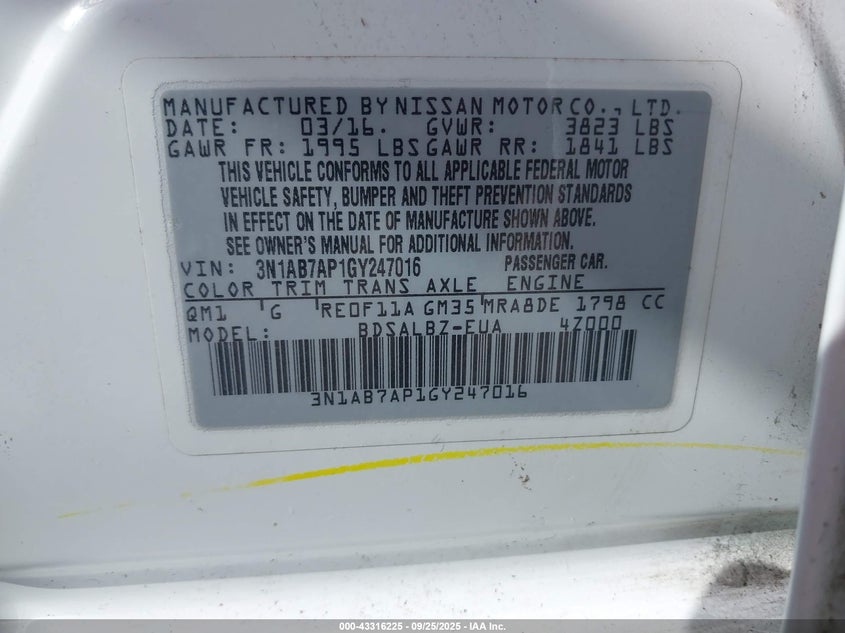 MANUFACTURED BY NISSAN MOTOR CO., LTD.
DATE: 03/16. GVWR: 3823 LBS
GAWR FR: 1995 LBS GAWR RR: 1841 LBS
THIS VEHICLE CONFORMS TO ALL APPLICABLE FEDERAL MOTOR
VEHICLE SAFETY, BUMPER AND THEFT PREVENTION STANDARDS
IN EFFECT ON THE DATE OF MANUFACTURE SHOWN ABOVE.
SEE OWNER'S MANUAL FOR ADDITIONAL INFORMATION.
VIN: 3N1AB7AP1GY247016 PASSENGER CAR.
COLOR TRIM TRANS AXLE ENGINE
QM1 G RE0F11A GM35 MRA8DE 1798 CC
MODEL: BDSALBZ-EUA 4Z000
3N1AB7AP1GY247016
000-43316225 - 09/25/2025 - IAA Inc.